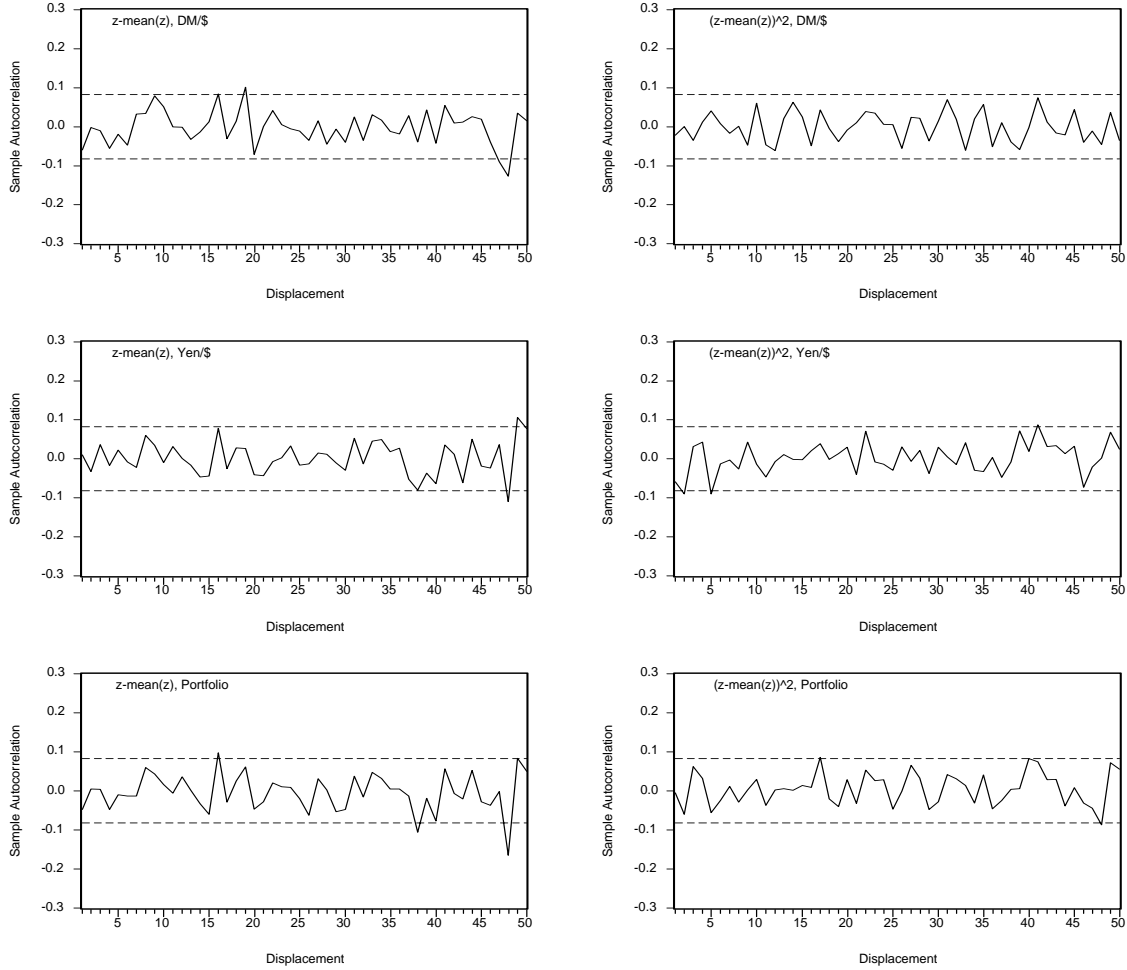 z-mean(z), DM/$
Sample Autocorrelation
0.3
0.2
0.1
0.0
-0.1
-0.2
-0.3
5 10 15 20 25 30 35 40 45 50
Displacement
(z-mean(z))^2, DM/$
Sample Autocorrelation
0.3
0.2
0.1
0.0
-0.1
-0.2
-0.3
5 10 15 20 25 30 35 40 45 50
Displacement
z-mean(z), Yen/$
Sample Autocorrelation
0.3
0.2
0.1
0.0
-0.1
-0.2
-0.3
5 10 15 20 25 30 35 40 45 50
Displacement
(z-mean(z))^2, Yen/$
Sample Autocorrelation
0.3
0.2
0.1
0.0
-0.1
-0.2
-0.3
5 10 15 20 25 30 35 40 45 50
Displacement
z-mean(z), Portfolio
Sample Autocorrelation
0.3
0.2
0.1
0.0
-0.1
-0.2
-0.3
5 10 15 20 25 30 35 40 45 50
Displacement
(z-mean(z))^2, Portfolio
Sample Autocorrelation
0.3
0.2
0.1
0.0
-0.1
-0.2
-0.3
5 10 15 20 25 30 35 40 45 50
Displacement